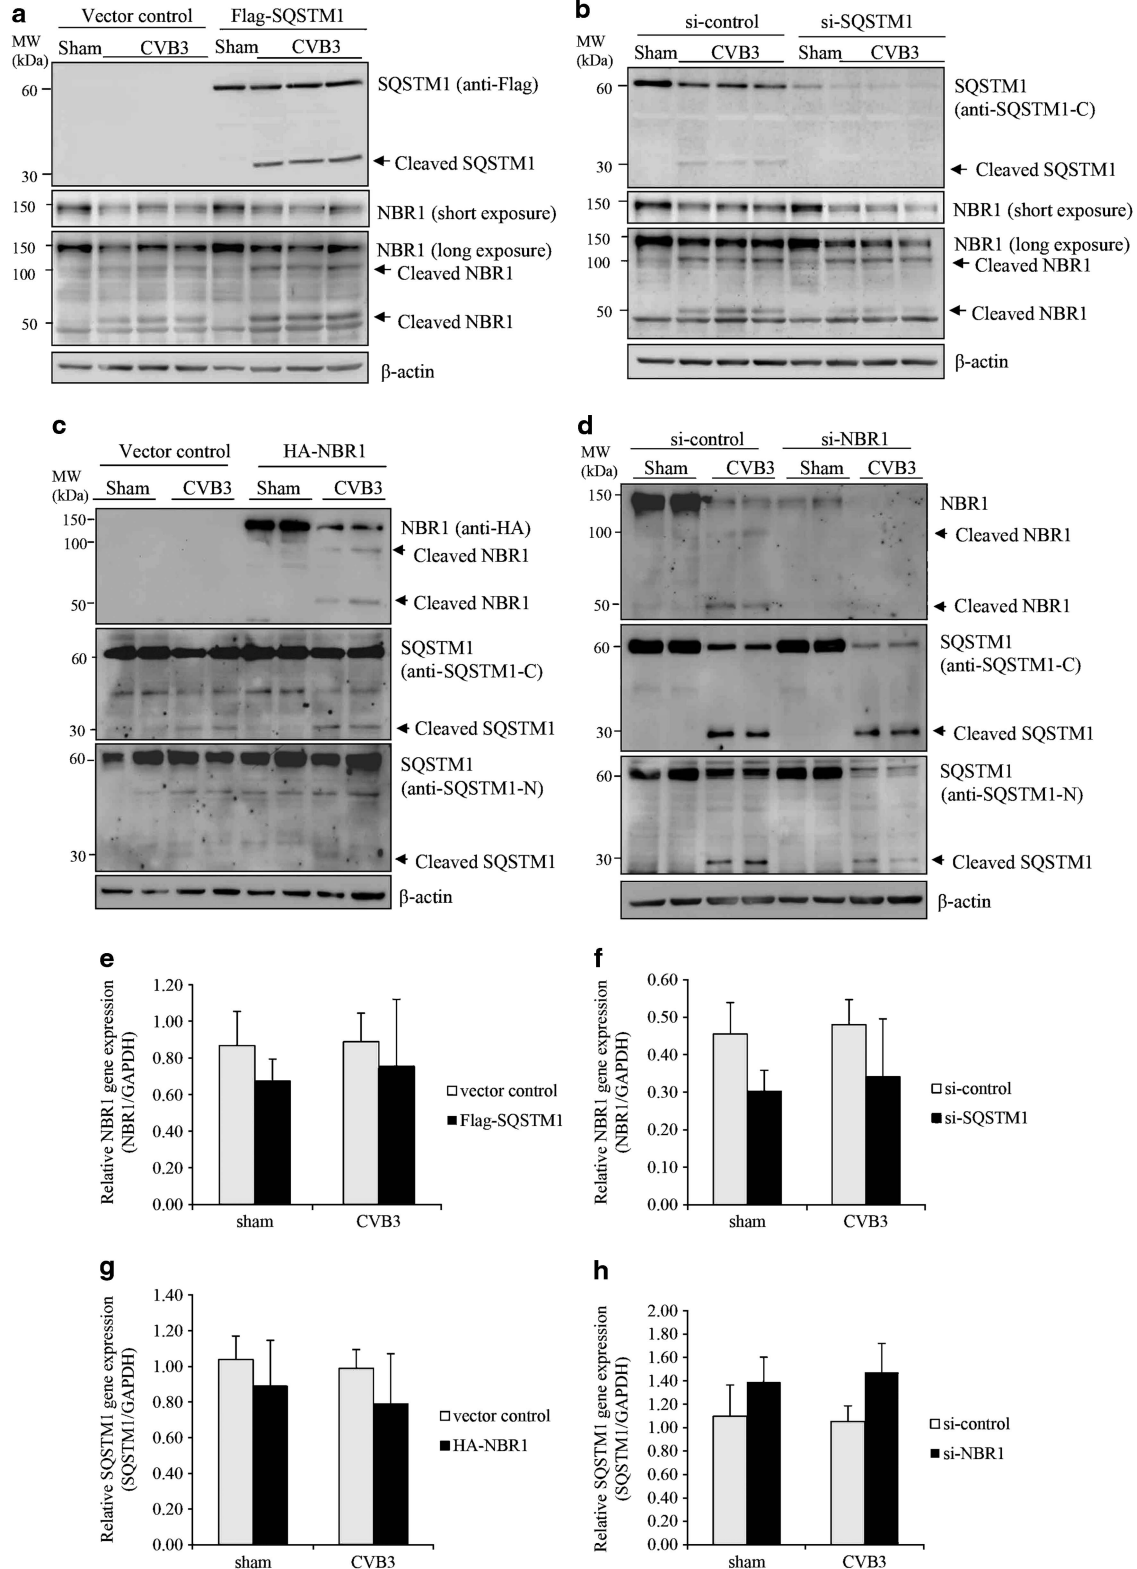 a
Vector control Flag-SQSTM1
MW (kDa)
Sham CVB3 Sham CVB3
60
SQSTM1 (anti-Flag)
Cleaved SQSTM1
30
150
NBR1 (short exposure)
150
NBR1 (long exposure)
100
Cleaved NBR1
50
Cleaved NBR1
β-actin
b
si-control si-SQSTM1
MW (kDa)
Sham CVB3 Sham CVB3
60
SQSTM1
(anti-SQSTM1-C)
30
Cleaved SQSTM1
150
NBR1 (short exposure)
150
NBR1 (long exposure)
100
Cleaved NBR1
50
Cleaved NBR1
β-actin
c
Vector control HA-NBR1
MW (kDa)
Sham CVB3 Sham CVB3
150
NBR1 (anti-HA)
100
Cleaved NBR1
50
Cleaved NBR1
60
SQSTM1
(anti-SQSTM1-C)
30
Cleaved SQSTM1
60
SQSTM1
(anti-SQSTM1-N)
30
Cleaved SQSTM1
β-actin
d
si-control si-NBR1
MW (kDa)
Sham CVB3 Sham CVB3
150
NBR1
100
Cleaved NBR1
50
Cleaved NBR1
60
SQSTM1
(anti-SQSTM1-C)
30
Cleaved SQSTM1
60
SQSTM1
(anti-SQSTM1-N)
30
Cleaved SQSTM1
β-actin
e
Relative NBR1 gene expression
(NBR1/GAPDH)
1.20
1.00
0.80
0.60
0.40
0.20
0.00
sham CVB3
vector control
Flag-SQSTM1
f
Relative NBR1 gene expression
(NBR1/GAPDH)
0.60
0.50
0.40
0.30
0.20
0.10
0.00
sham CVB3
si-control
si-SQSTM1
g
Relative SQSTM1 gene expression
(SQSTM1/GAPDH)
1.40
1.20
1.00
0.80
0.60
0.40
0.20
0.00
sham CVB3
vector control
HA-NBR1
h
Relative SQSTM1 gene expression
(SQSTM1/GAPDH)
2.00
1.80
1.60
1.40
1.20
1.00
0.80
0.60
0.40
0.20
0.00
sham CVB3
si-control
si-NBR1